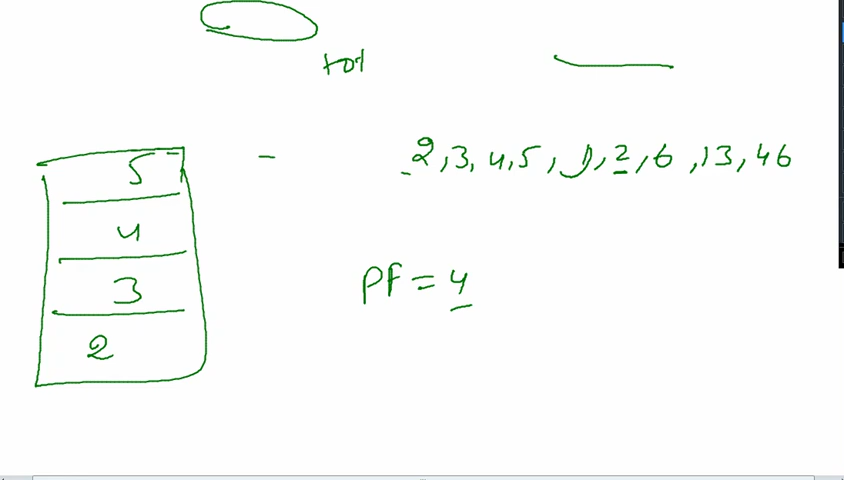 tot
2, 3, 4, 5, 1, 2, 6, 13, 46
5
4
3
2
PF = 4